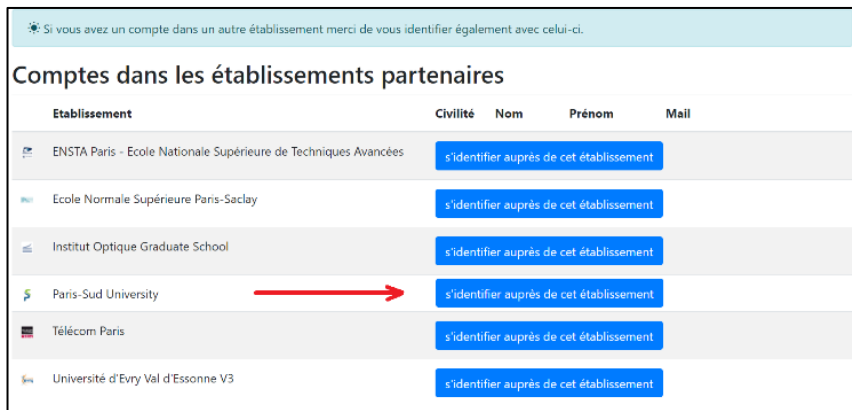 Si vous avez un compte dans un autre établissement merci de vous identifier également avec celui-ci.
Comptes dans les établissements partenaires
Etablissement Civilité Nom Prénom Mail
ENSTA Paris - Ecole Nationale Supérieure de Techniques Avancées s'identifier auprès de cet établissement
Ecole Normale Supérieure Paris-Saclay s'identifier auprès de cet établissement
Institut Optique Graduate School s'identifier auprès de cet établissement
Paris-Sud University s'identifier auprès de cet établissement
Télécom Paris s'identifier auprès de cet établissement
Université d'Evry Val d'Essonne V3 s'identifier auprès de cet établissement